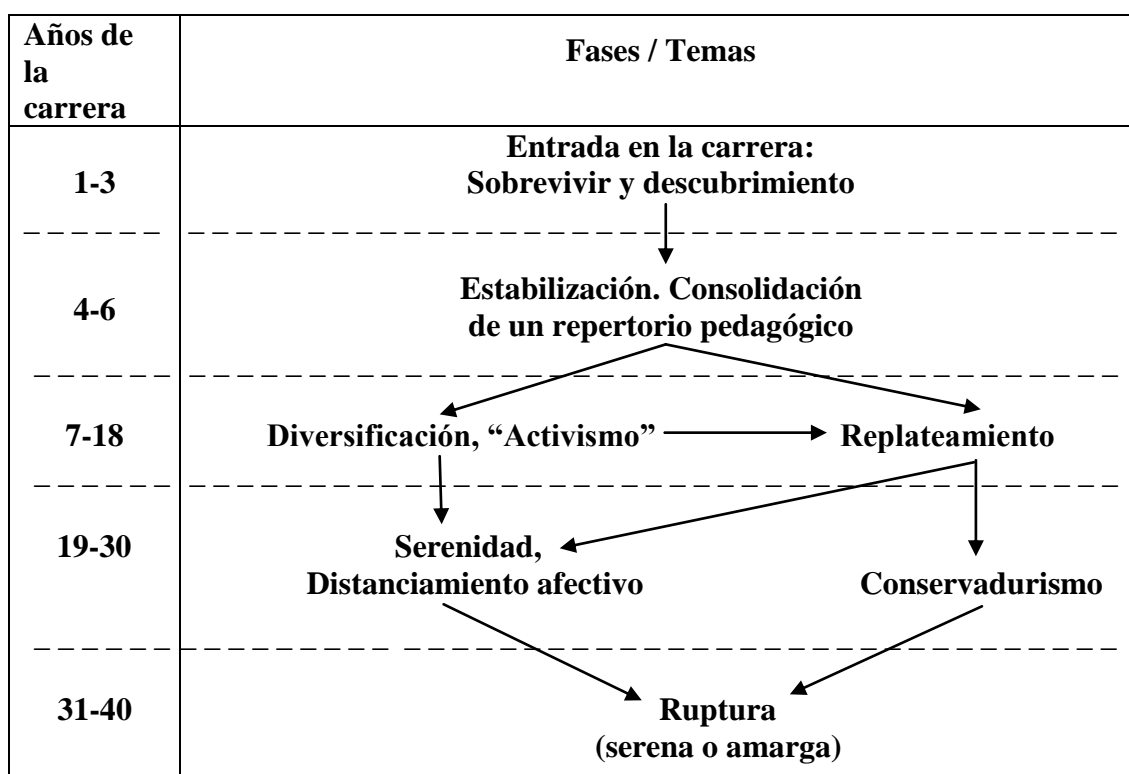 Años de
la
carrera
Fases / Temas
1-3
Entrada en la carrera:
Sobrevivir y descubrimiento
4-6
Estabilización. Consolidación
de un repertorio pedagógico
7-18
Diversificación, “Activismo”
Replateamiento
19-30
Serenidad,
Distanciamiento afectivo
Conservadurismo
31-40
Ruptura
(serena o amarga)